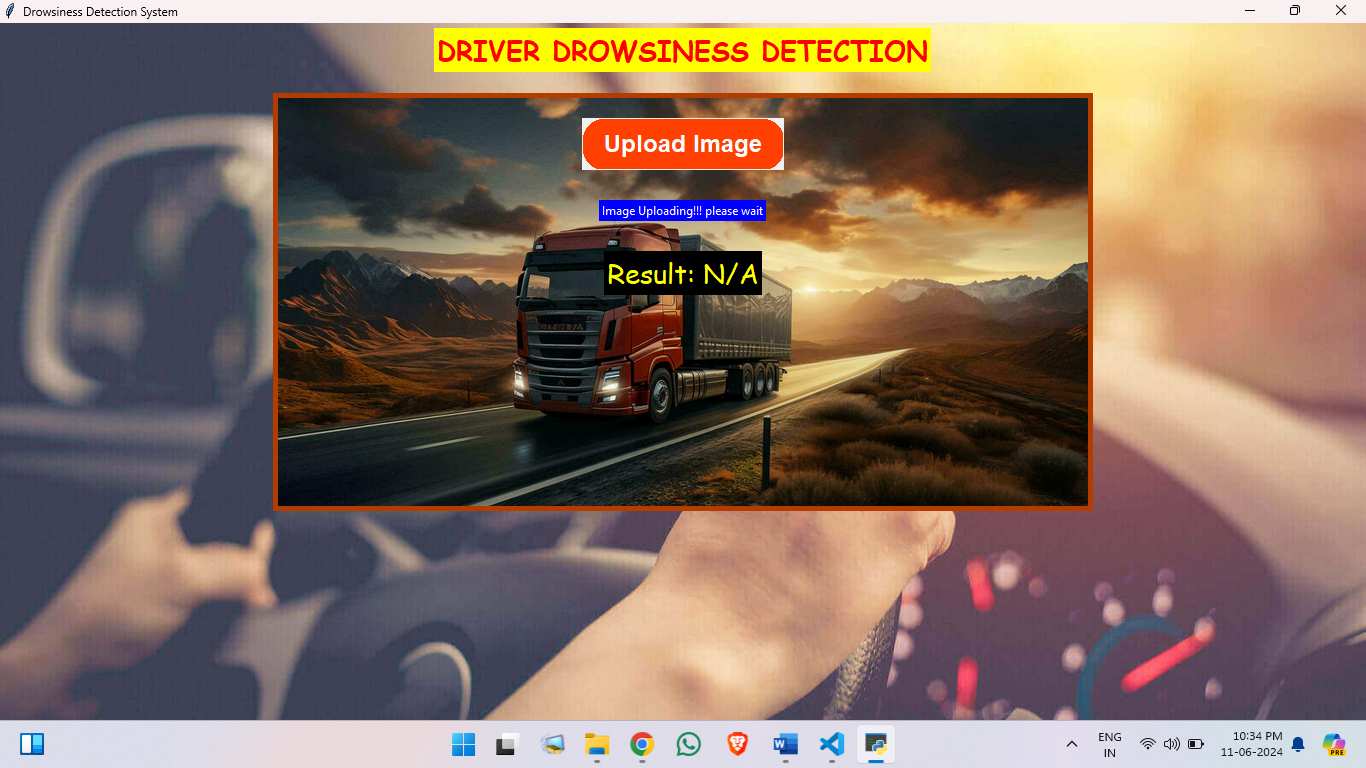 Drowsiness Detection System
DRIVER DROWSINESS DETECTION
Upload Image
Image Uploading!!! please wait
Result: N/A
ENG
IN
10:34 PM
11-06-2024
PRE